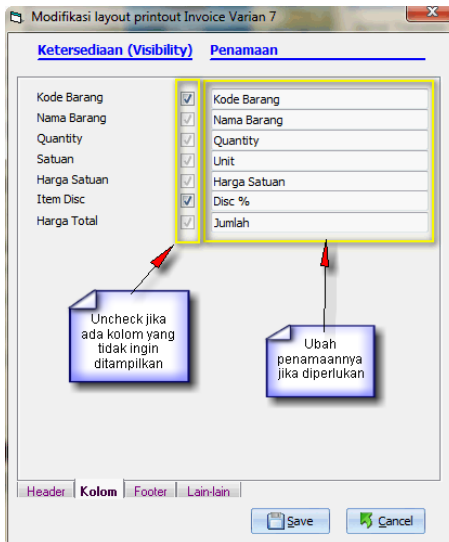 Modifikasi layout printout Invoice Varian 7
Ketersediaan (Visibility) Penamaan
Kode Barang Kode Barang
Nama Barang Nama Barang
Quantity Quantity
Satuan Unit
Harga Satuan Harga Satuan
Item Disc Disc %
Harga Total Jumlah
Uncheck jika
ada kolom yang
tidak ingin
ditampilkan
Ubah
penamaannya
jika diperlukan
Header Kolom Footer Lain-lain
Save Cancel